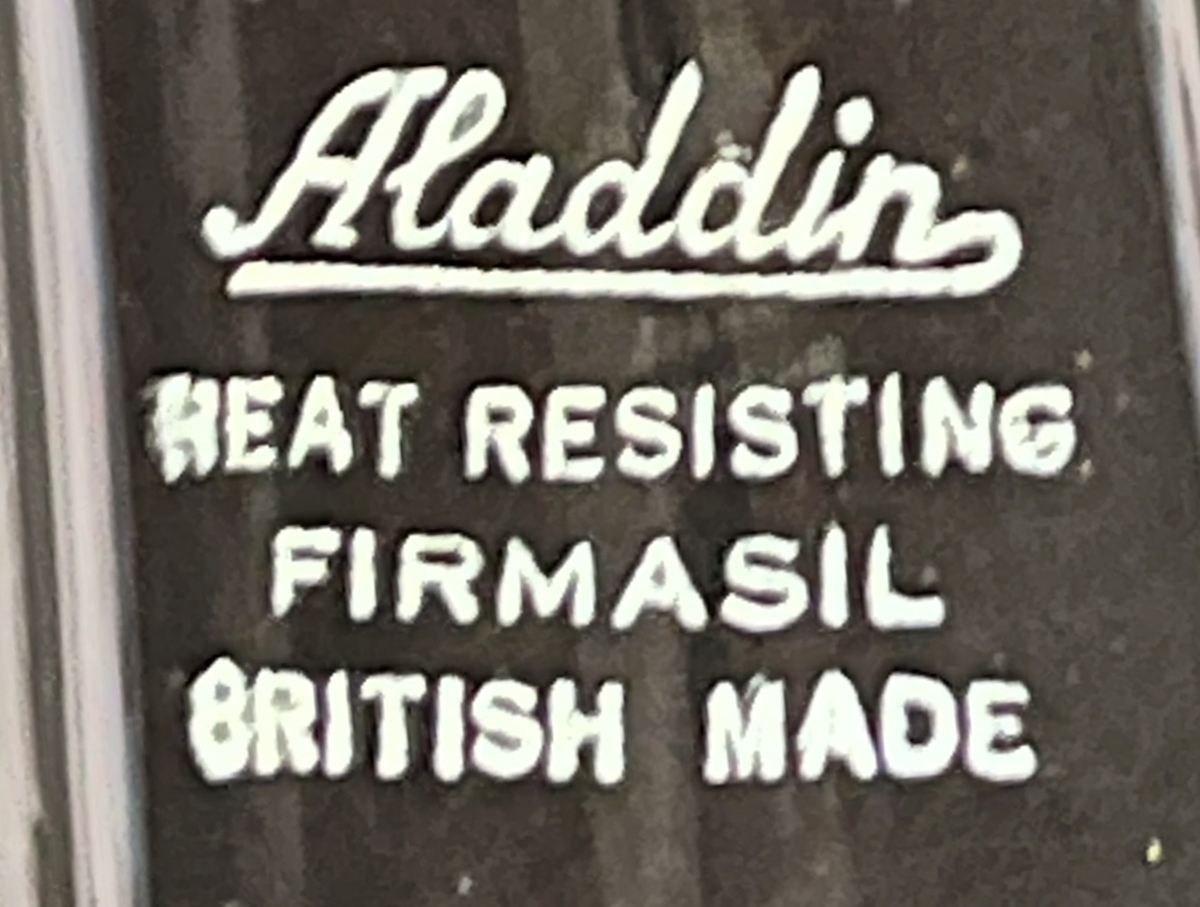 Aladdin
HEAT RESISTING
FIRMASIL
BRITISH MADE